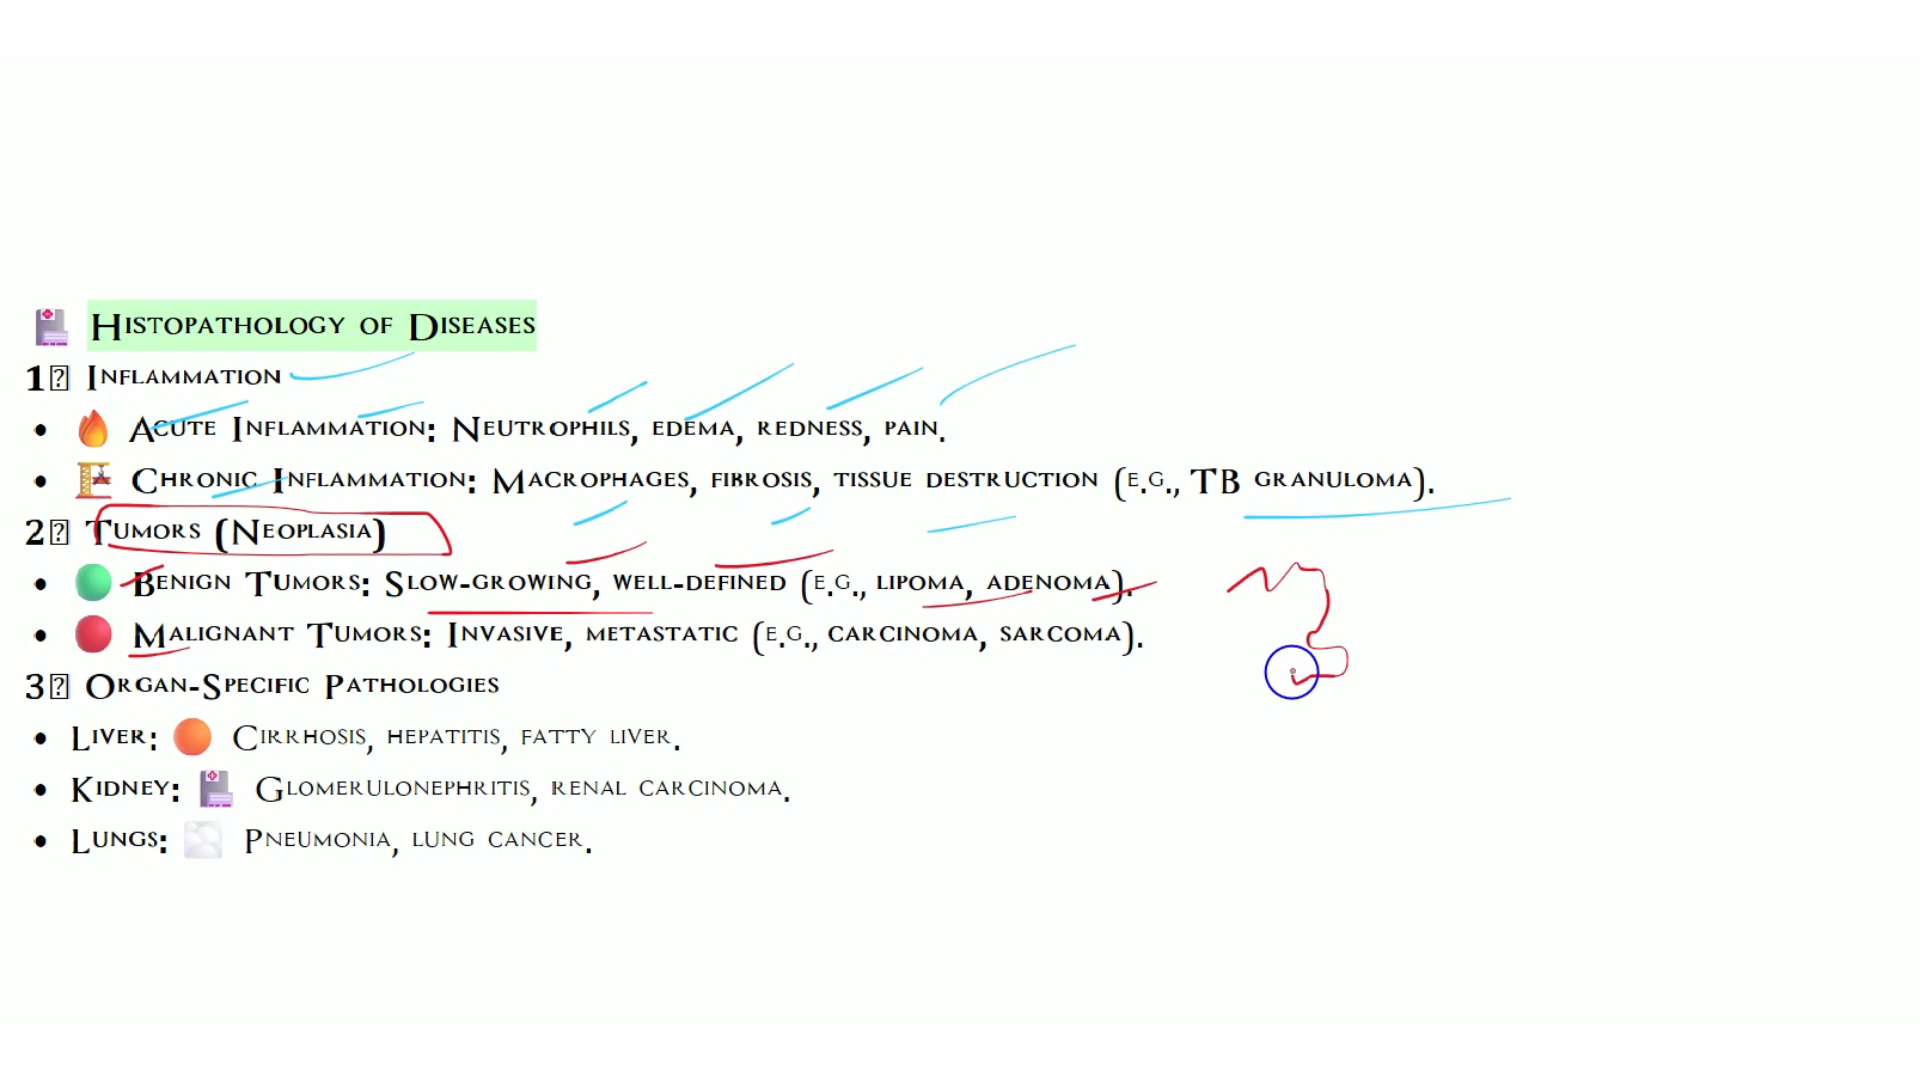 Histopathology of Diseases
1 Inflammation
• Acute Inflammation: Neutrophils, edema, redness, pain.
• Chronic Inflammation: Macrophages, fibrosis, tissue destruction (e.g., TB granuloma).
2 Tumors (Neoplasia)
• Benign Tumors: Slow-growing, well-defined (e.g., lipoma, adenoma).
• Malignant Tumors: Invasive, metastatic (e.g., carcinoma, sarcoma).
3 Organ-Specific Pathologies
• Liver: Cirrhosis, hepatitis, fatty liver.
• Kidney: Glomerulonephritis, renal carcinoma.
• Lungs: Pneumonia, lung cancer.